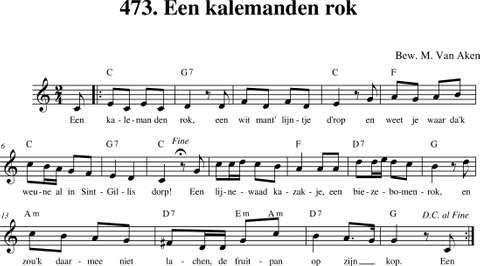 473. Een kalemanden rok
Bew. M. Van Aken
C G7 C F
Een ka - le - man den rok, een wit mant' lijn - tje d'rop en weet je waar da'k
6 C G7 C Fine C F D7 G
weu - ne al in Sint - Gil - lis dorp! Een lij - ne - waad ka - zak - je, een bie - ze - bo - men - rok, en
13 Am D7 Em Am D7 G D.C. al Fine
zou'k daar - mee niet la - chen, de fruit - pan op zijn kop. Een